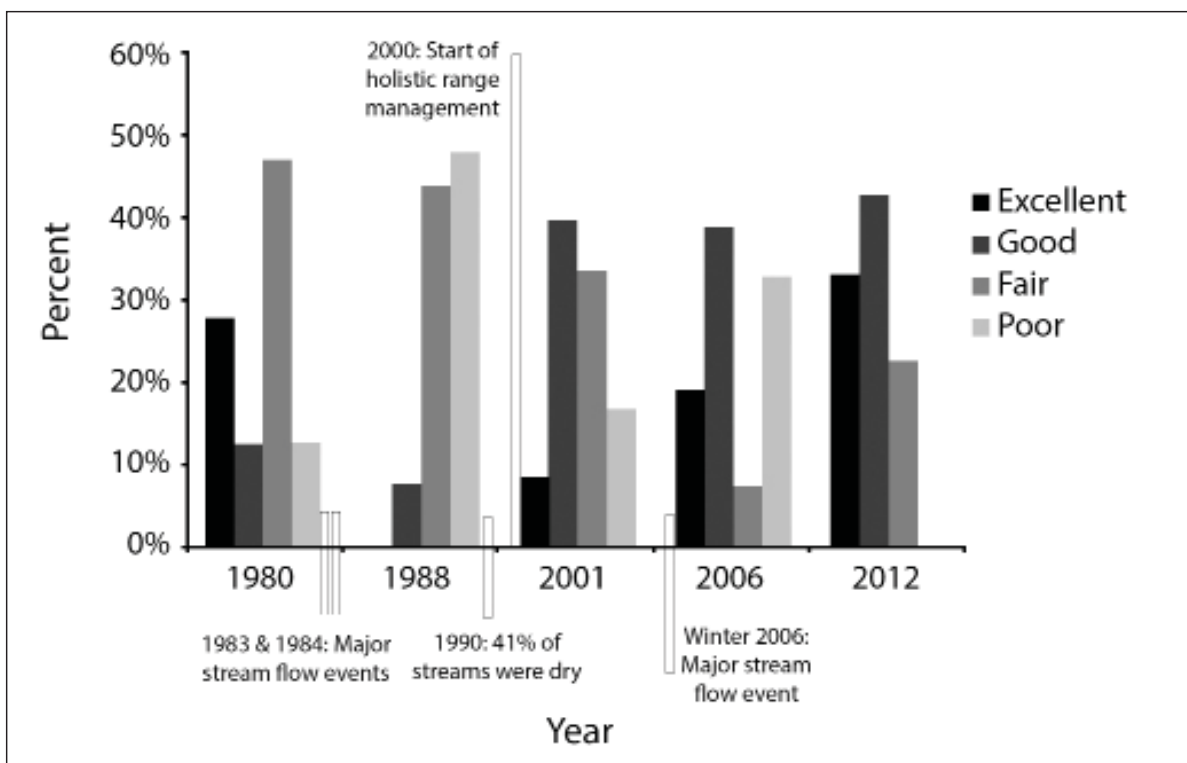 60%
50%
40%
30%
20%
10%
0%
Percent
2000: Start of
holistic range
management
Excellent
Good
Fair
Poor
1980
1988
2001
2006
2012
1983 & 1984: Major
stream flow events
1990: 41% of
streams were dry
Winter 2006:
Major stream
flow event
Year